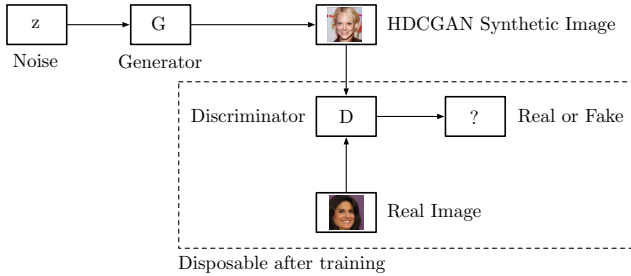 z
G
HDCGAN Synthetic Image
Noise
Generator
Discriminator
D
?
Real or Fake
Real Image
Disposable after training